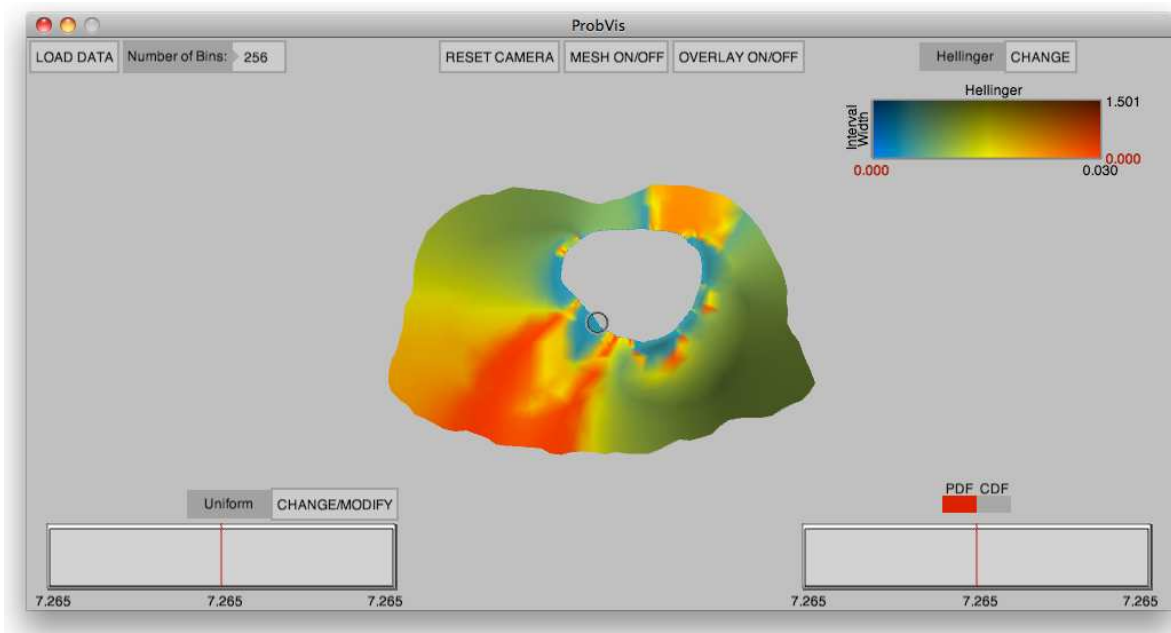 ProbVis
LOAD DATA Number of Bins: 256 RESET CAMERA MESH ON/OFF OVERLAY ON/OFF Hellinger CHANGE
Hellinger
Interval
Width
1.501
0.000
0.000 0.030
Uniform CHANGE/MODIFY
PDF CDF
7.265 7.265 7.265
7.265 7.265 7.265